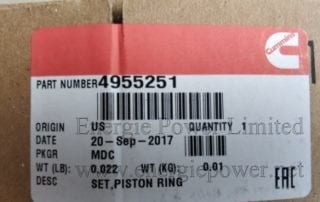 Cummins
PART NUMBER 4955251
ORIGIN US QUANTITY 1
DATE 20-Sep-2017
PKGR MDC
WT (LB): 0.022 WT (KG) 0.01
DESC SET,PISTON RING
EAC
Energie Power Limited
www.energiepower.net